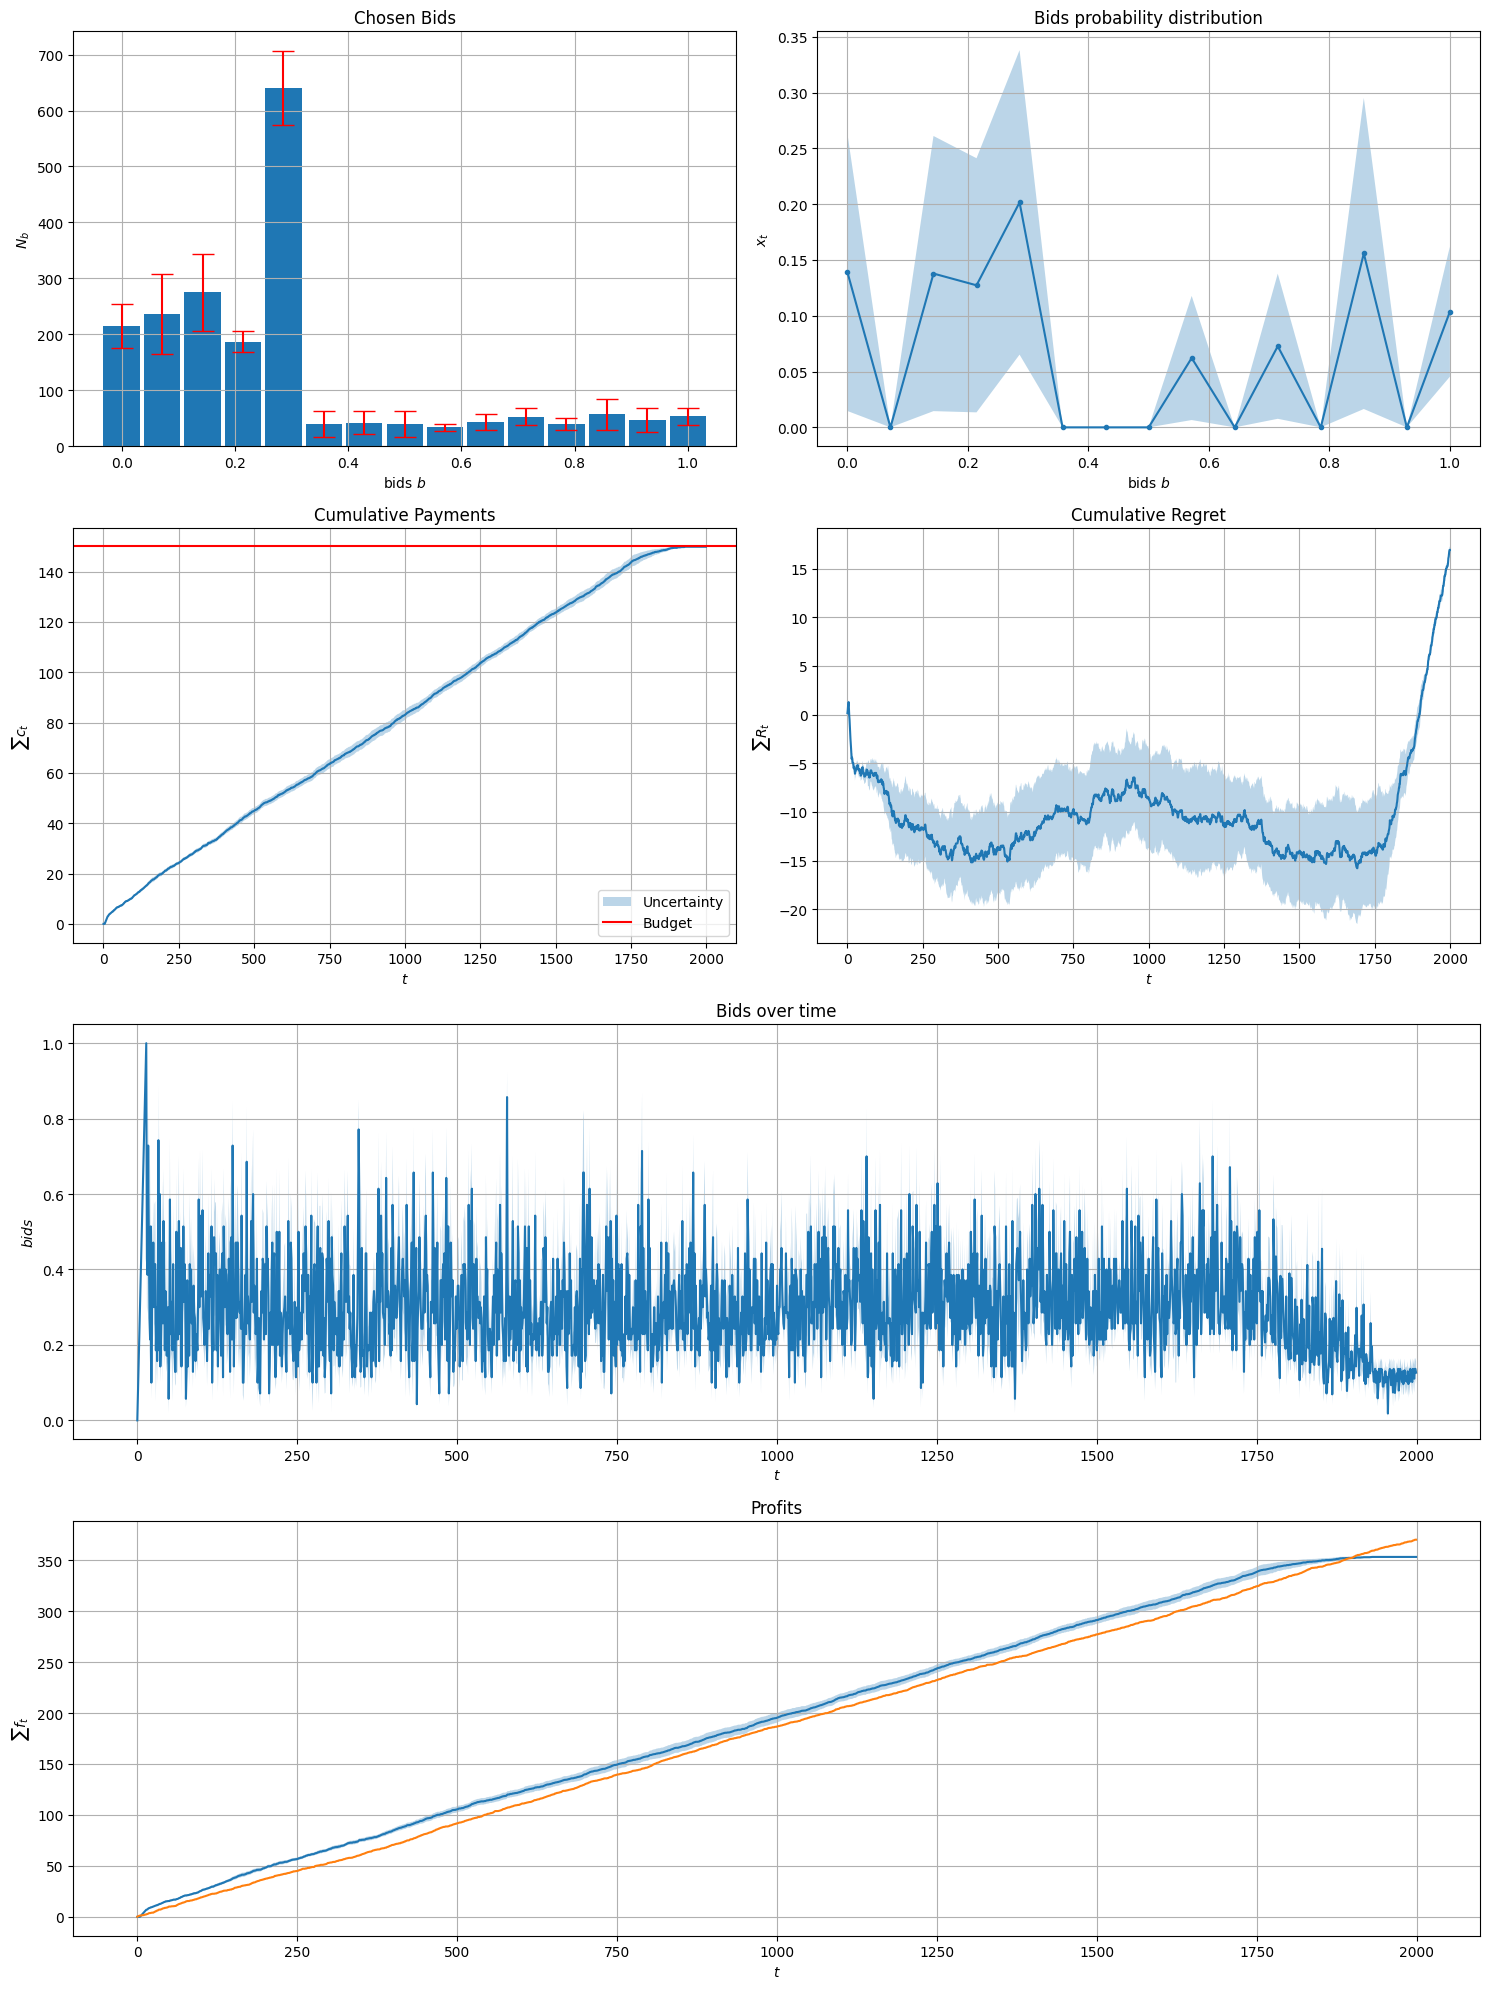 Chosen Bids
700
600
500
400
300
200
100
0
N_b
0.0 0.2 0.4 0.6 0.8 1.0
bids b
Bids probability distribution
0.35
0.30
0.25
0.20
0.15
0.10
0.05
0.00
x_t
0.0 0.2 0.4 0.6 0.8 1.0
bids b
Cumulative Payments
140
120
100
80
60
40
20
0
∑c_t
Uncertainty
Budget
0 250 500 750 1000 1250 1500 1750 2000
t
Cumulative Regret
15
10
5
0
−5
−10
−15
−20
∑R_t
0 250 500 750 1000 1250 1500 1750 2000
t
Bids over time
1.0
0.8
0.6
0.4
0.2
0.0
bids
0 250 500 750 1000 1250 1500 1750 2000
t
Profits
350
300
250
200
150
100
50
0
∑f_t
0 250 500 750 1000 1250 1500 1750 2000
t